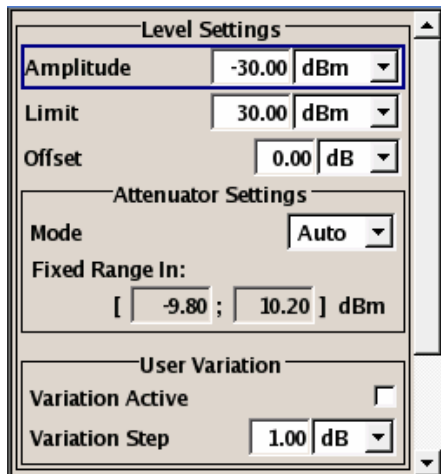 Level Settings
Amplitude -30.00 dBm
Limit 30.00 dBm
Offset 0.00 dB
Attenuator Settings
Mode Auto
Fixed Range In:
[ -9.80 ; 10.20 ] dBm
User Variation
Variation Active
Variation Step 1.00 dB